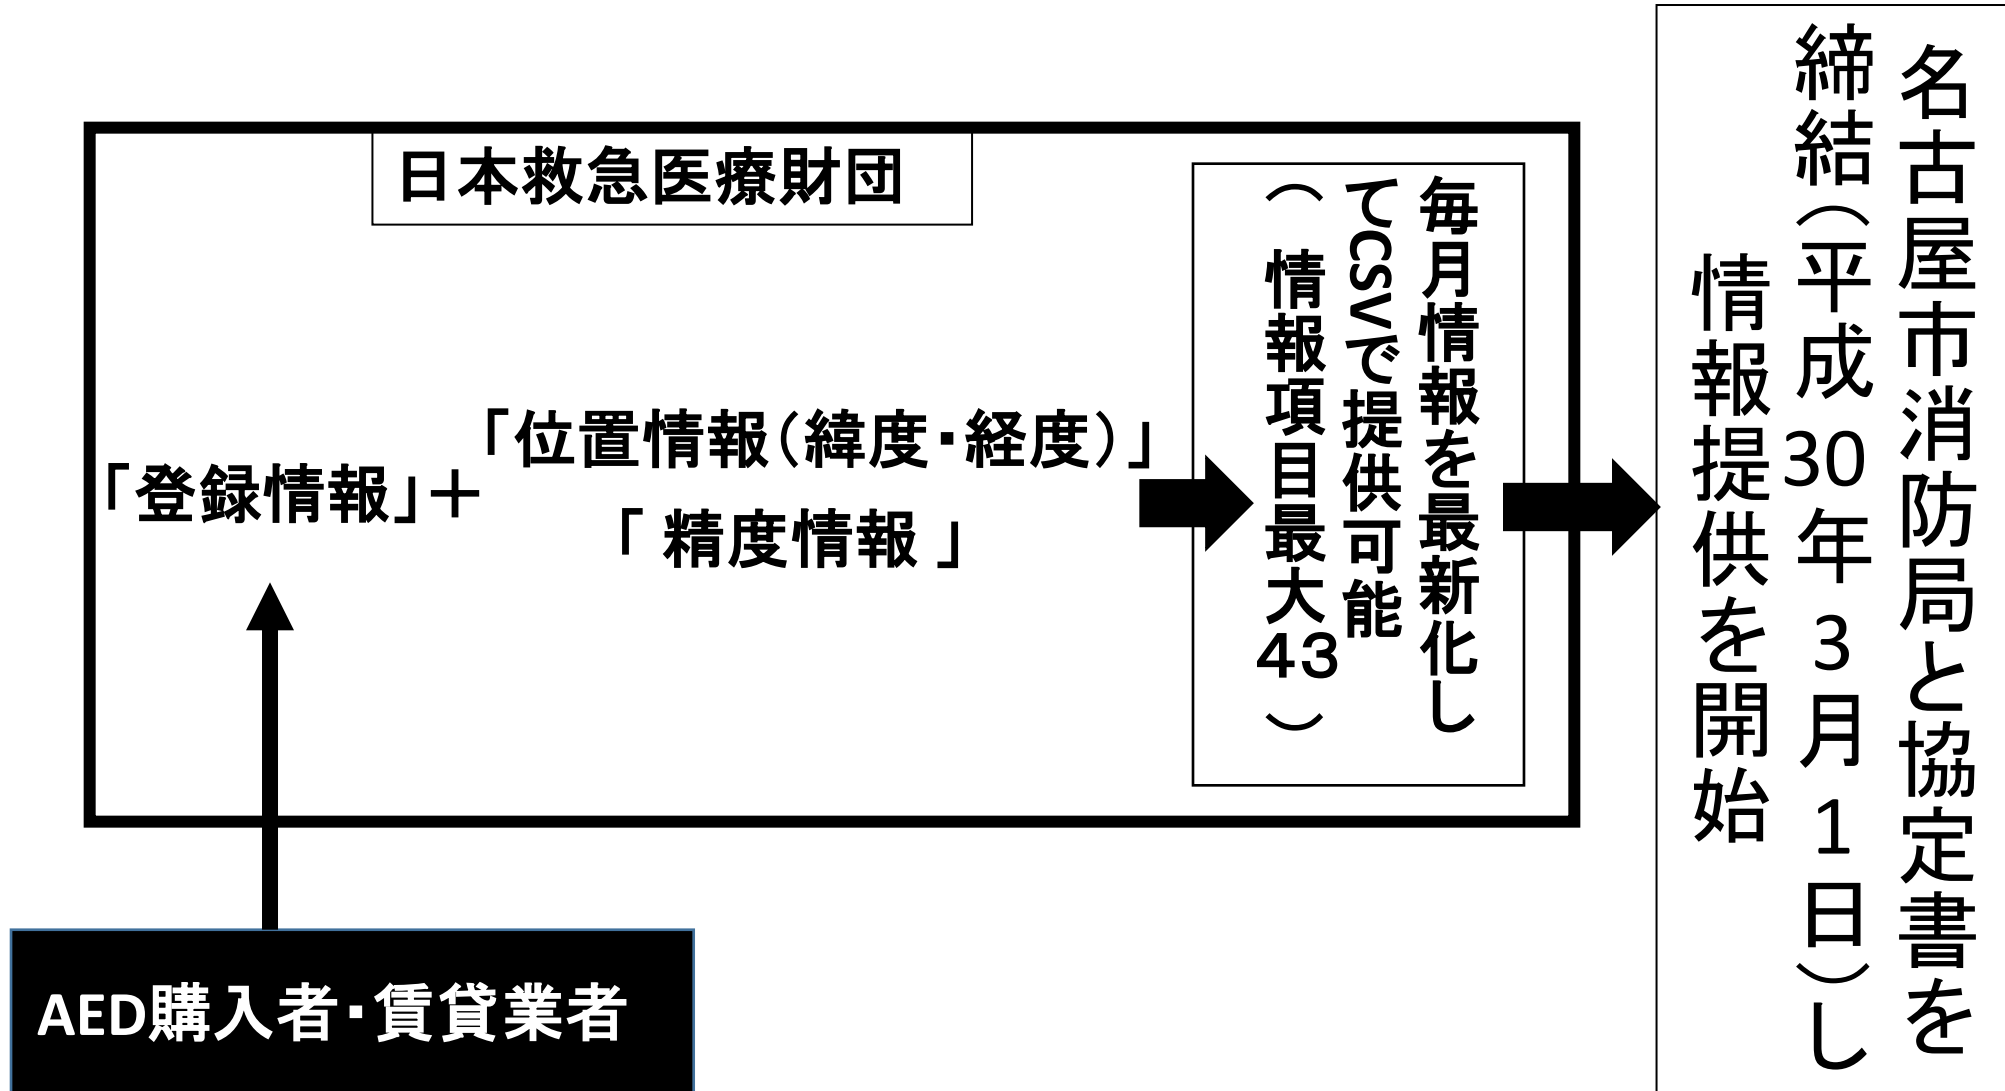 日本救急医療財団
「登録情報」＋
「位置情報（緯度・経度）」
「 精度情報 」
毎月情報を最新化し
てCSVで提供可能
（ 情報項目最大43 ）
名古屋市消防局と協定書を
締結（平成30年3月1日）し
情報提供を開始
AED購入者・賃貸業者